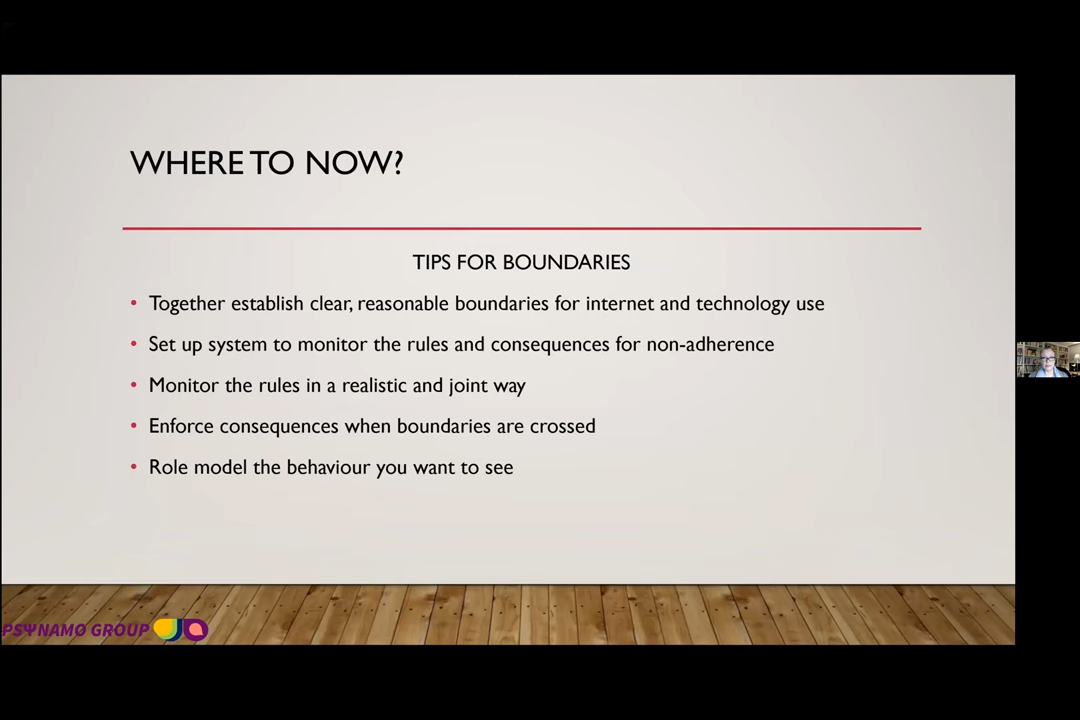 WHERE TO NOW?
TIPS FOR BOUNDARIES
• Together establish clear, reasonable boundaries for internet and technology use
• Set up system to monitor the rules and consequences for non-adherence
• Monitor the rules in a realistic and joint way
• Enforce consequences when boundaries are crossed
• Role model the behaviour you want to see
PSΨNAMØ GROUP